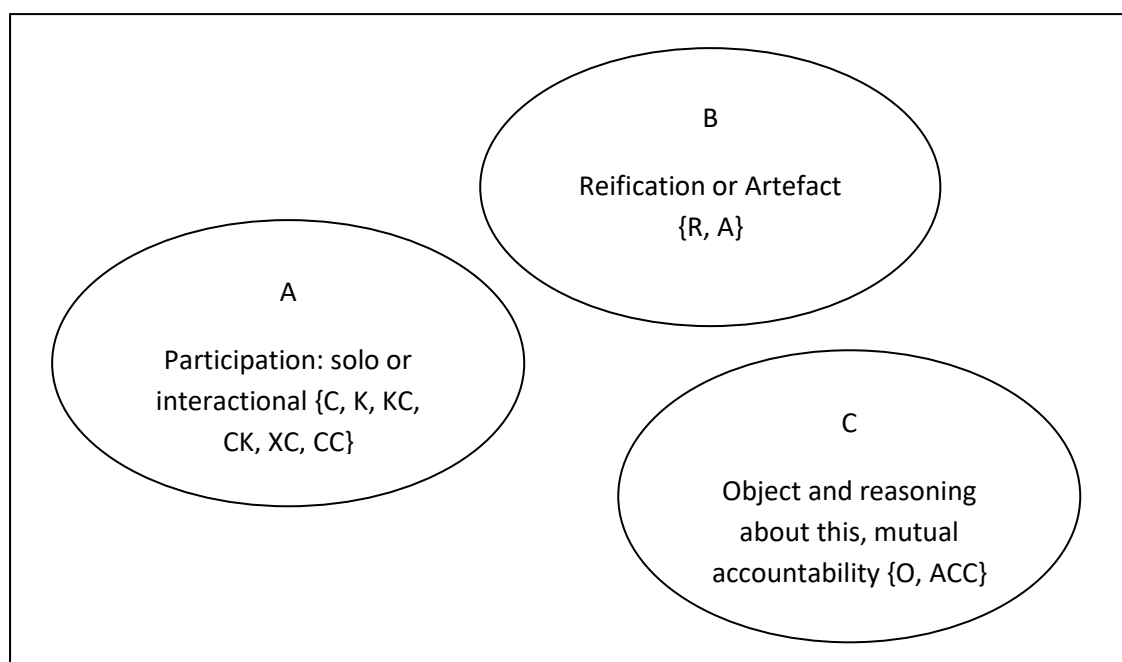 B
Reification or Artefact
{R, A}
A
Participation: solo or
interactional {C, K, KC,
CK, XC, CC}
C
Object and reasoning
about this, mutual
accountability {O, ACC}